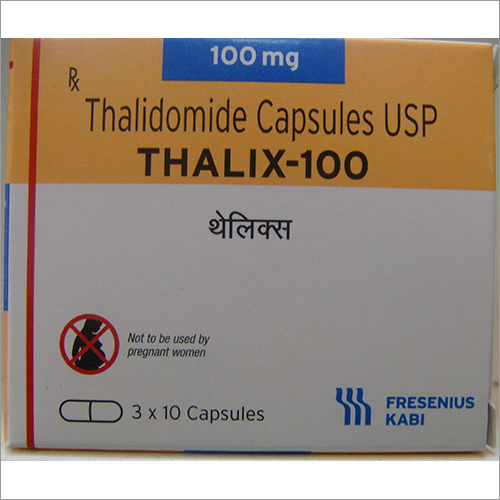 100 mg
Rx
Thalidomide Capsules USP
THALIX-100
थेलिक्स
Not to be used by
pregnant women
3 x 10 Capsules
FRESENIUS
KABI